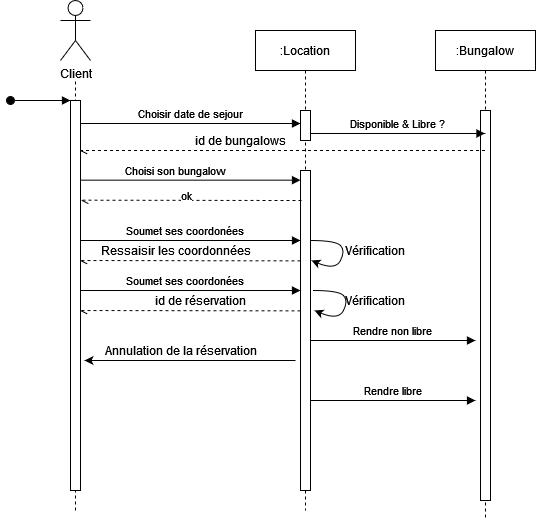 :Location
:Bungalow
Client
Choisir date de sejour
Disponible & Libre ?
id de bungalows
Choisi son bungalow
ok
Soumet ses coordonées
Ressaisir les coordonnées
Vérification
Soumet ses coordonées
id de réservation
Vérification
Rendre non libre
Annulation de la réservation
Rendre libre